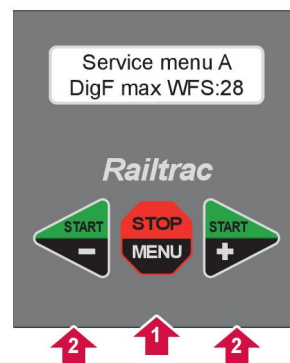 Service menu A
DigF max WFS:28
Railtrac
START
STOP
START
-
MENU
+
2
1
2